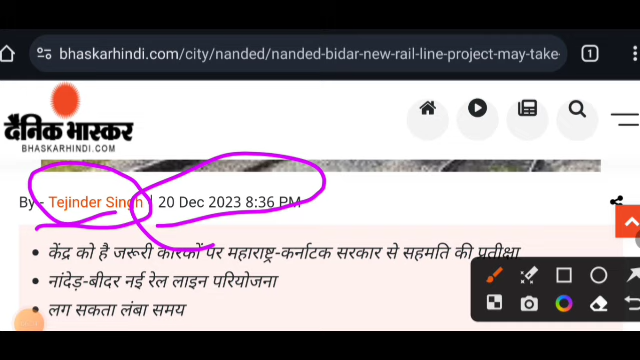 bhaskarhindi.com/city/nanded/nanded-bidar-new-rail-line-project-may-take-
1
दैनिक भास्कर
BHASKARHINDI.COM
By - Tejinder Singh | 20 Dec 2023 8:36 PM
केंद्र को है जरूरी कारकों पर महाराष्ट्र-कर्नाटक सरकार से सहमति की प्रतीक्षा
नांदेड़-बीदर नई रेल लाइन परियोजना
लग सकता लंबा समय